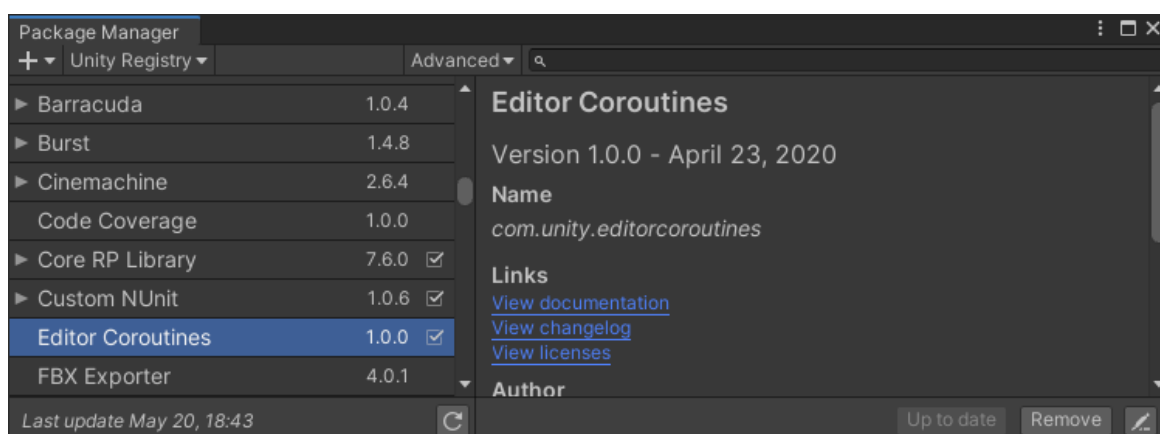 Package Manager
Unity Registry
Advanced
Barracuda 1.0.4
Burst 1.4.8
Cinemachine 2.6.4
Code Coverage 1.0.0
Core RP Library 7.6.0
Custom NUnit 1.0.6
Editor Coroutines 1.0.0
FBX Exporter 4.0.1
Last update May 20, 18:43
Editor Coroutines
Version 1.0.0 - April 23, 2020
Name
com.unity.editorcoroutines
Links
View documentation
View changelog
View licenses
Author
Up to date Remove